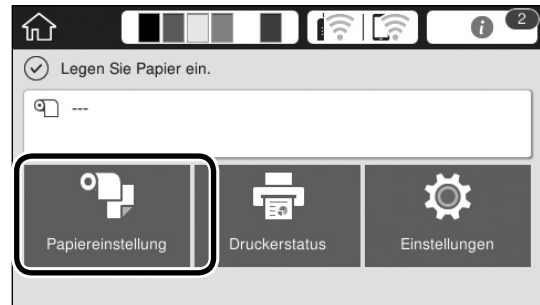 2
Legen Sie Papier ein.
---
Papiereinstellung
Druckerstatus
Einstellungen